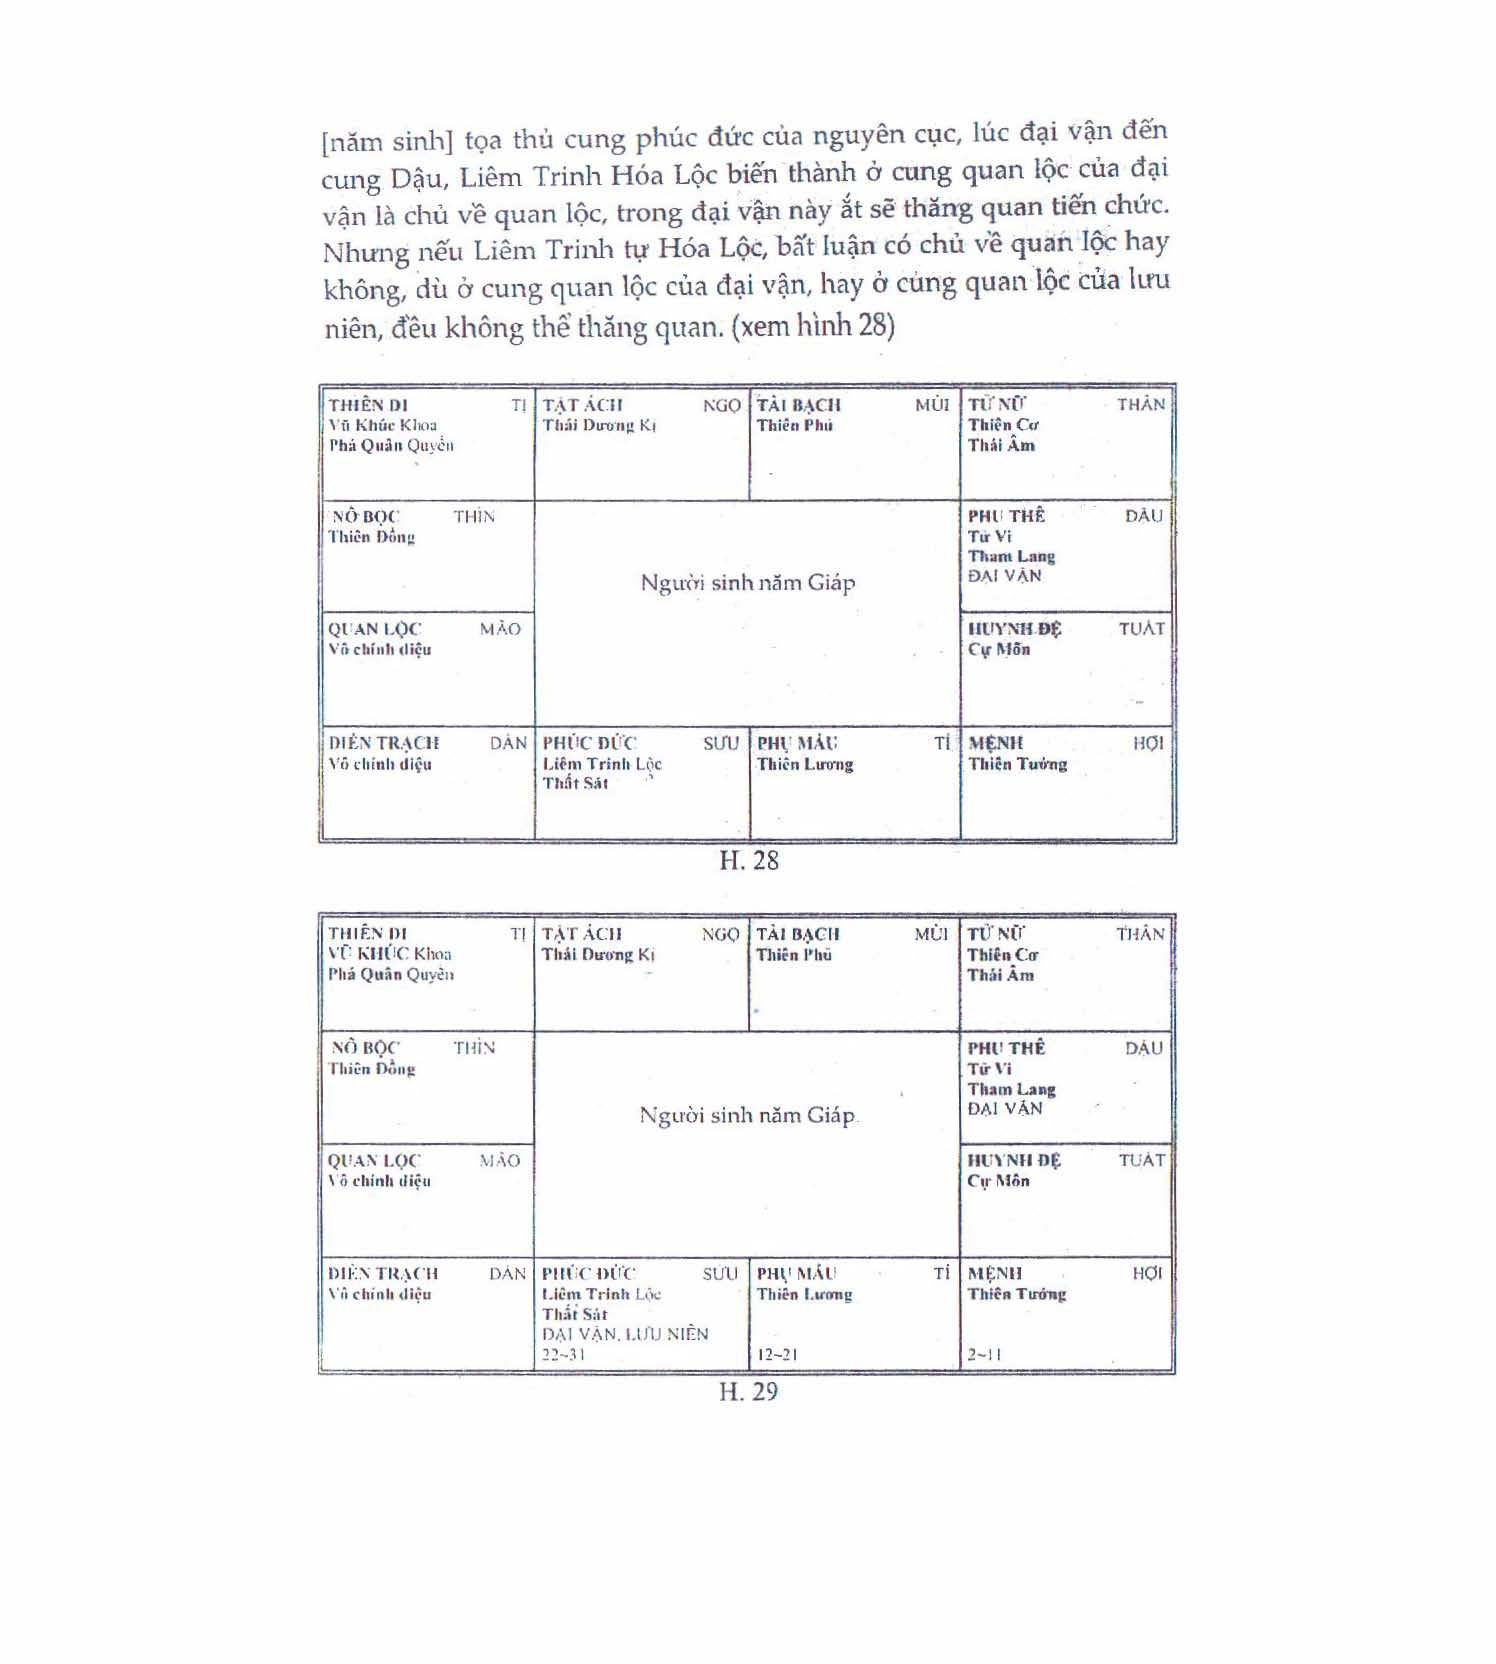 [năm sinh] tọa thủ cung phúc đức của nguyên cục, lúc đại vận đến
cung Dậu, Liêm Trinh Hóa Lộc biến thành ở cung quan lộc của đại
vận là chủ về quan lộc, trong đại vận này ắt sẽ thăng quan tiến chức.
Nhưng nếu Liêm Trinh tự Hóa Lộc, bất luận có chủ về quan lộc hay
không, dù ở cung quan lộc của đại vận, hay ở cung quan lộc của lưu
niên, đều không thể thăng quan. (xem hình 28)
THIÊN DI TỊ
Vũ Khúc Khoa
Phá Quân Quyền
TẬT ÁCH NGỌ
Thái Dương Kị
TÀI BẠCH MÙI
Thiên Phủ
TỬ NỮ THÂN
Thiên Cơ
Thái Âm
NÔ BỘC THÌN
Thiên Đồng
Người sinh năm Giáp
PHU THÊ DẬU
Tử Vi
Tham Lang
ĐẠI VẬN
QUAN LỘC MÃO
Vô chính diệu
HUYNH ĐỆ TUẤT
Cự Môn
ĐIỀN TRẠCH DẦN
Vô chính diệu
PHÚC ĐỨC SỬU
Liêm Trinh Lộc
Thất Sát
PHỤ MẪU TÍ
Thiên Lương
MỆNH HỢI
Thiên Tướng
H. 28
THIÊN DI TỊ
VŨ KHÚC Khoa
Phá Quân Quyền
TẬT ÁCH NGỌ
Thái Dương Kị
TÀI BẠCH MÙI
Thiên Phủ
TỬ NỮ THÂN
Thiên Cơ
Thái Âm
NÔ BỘC THÌN
Thiên Đồng
Người sinh năm Giáp
PHU THÊ DẬU
Tử Vi
Tham Lang
ĐẠI VẬN
QUAN LỘC MÃO
Vô chính diệu
HUYNH ĐỆ TUẤT
Cự Môn
ĐIỀN TRẠCH DẦN
Vô chính diệu
PHÚC ĐỨC SỬU
Liêm Trinh Lộc
Thất Sát
ĐẠI VẬN, LƯU NIÊN
22~31
PHỤ MẪU TÍ
Thiên Lương
12~21
MỆNH HỢI
Thiên Tướng
2~11
H. 29